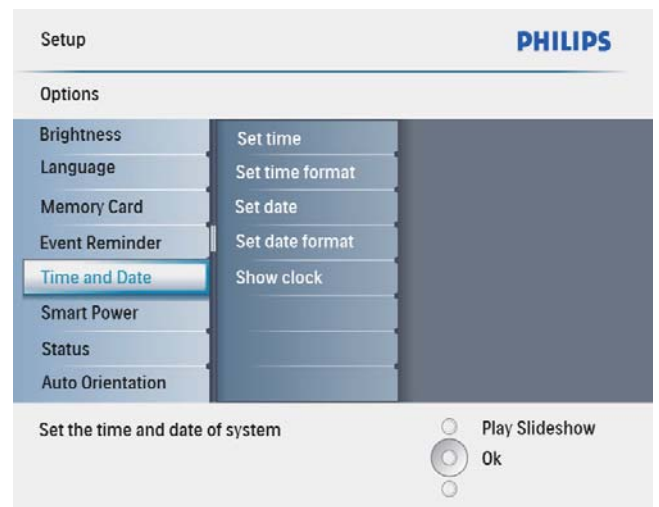 Setup
PHILIPS
Options
Brightness
Language
Memory Card
Event Reminder
Time and Date
Smart Power
Status
Auto Orientation
Set time
Set time format
Set date
Set date format
Show clock
Set the time and date of system
Play Slideshow
Ok